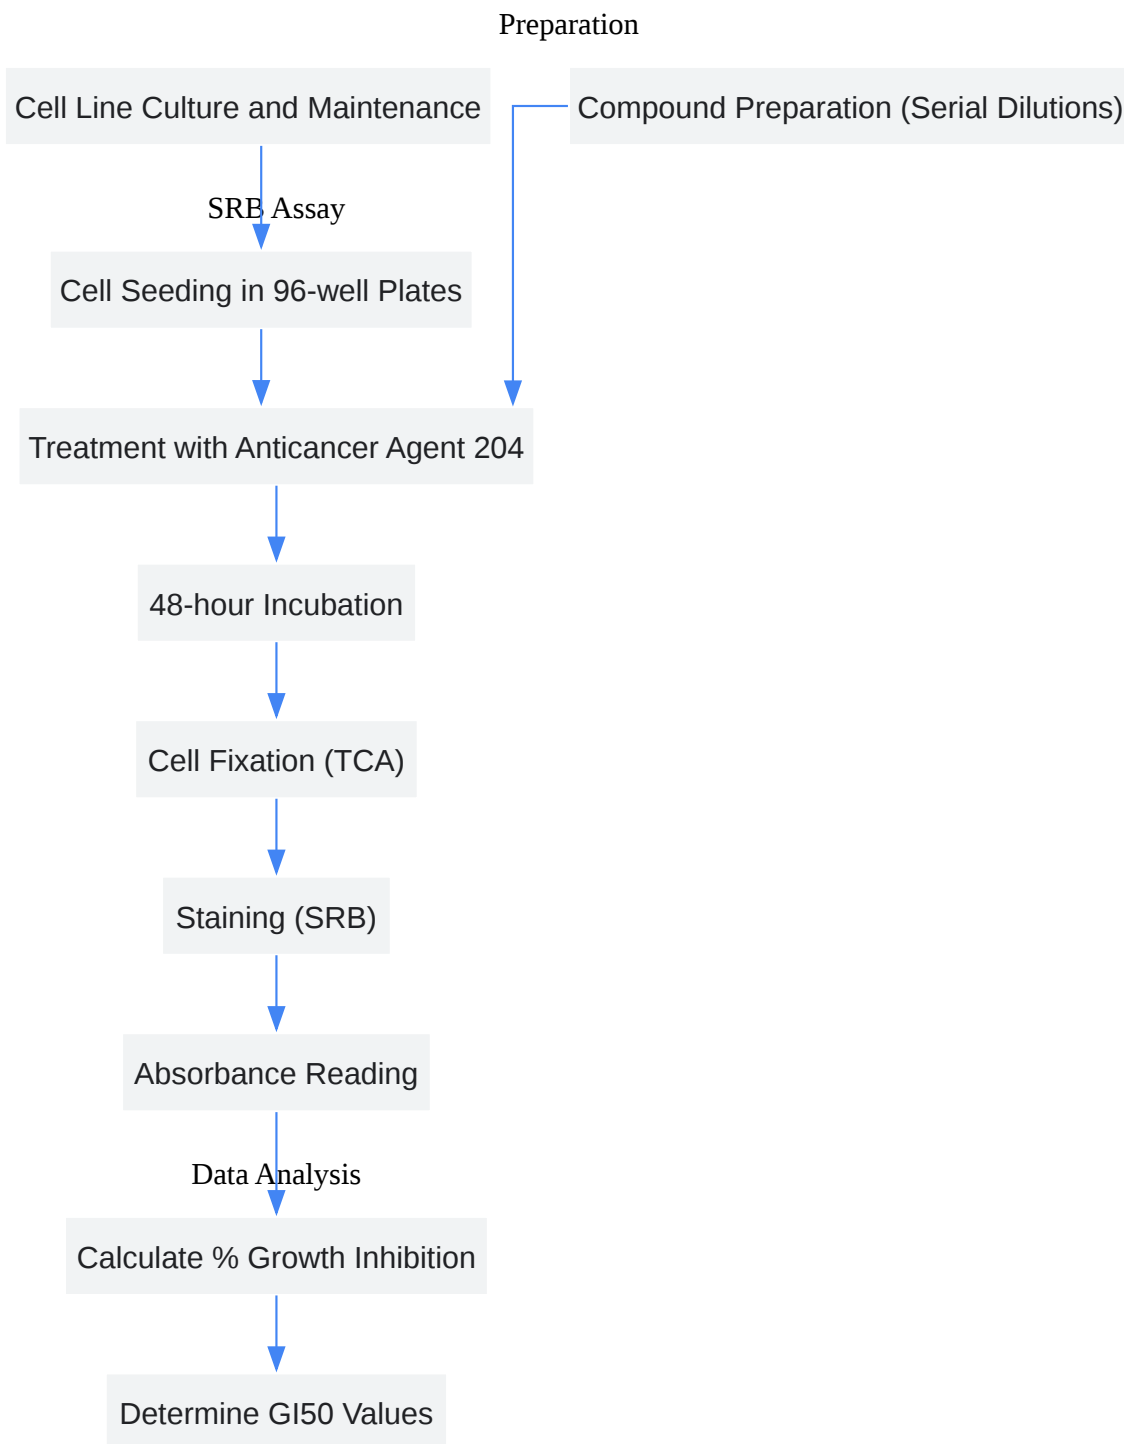 Preparation
Cell Line Culture and Maintenance
Compound Preparation (Serial Dilutions)
SRB Assay
Cell Seeding in 96-well Plates
Treatment with Anticancer Agent 204
48-hour Incubation
Cell Fixation (TCA)
Staining (SRB)
Absorbance Reading
Data Analysis
Calculate % Growth Inhibition
Determine GI50 Values